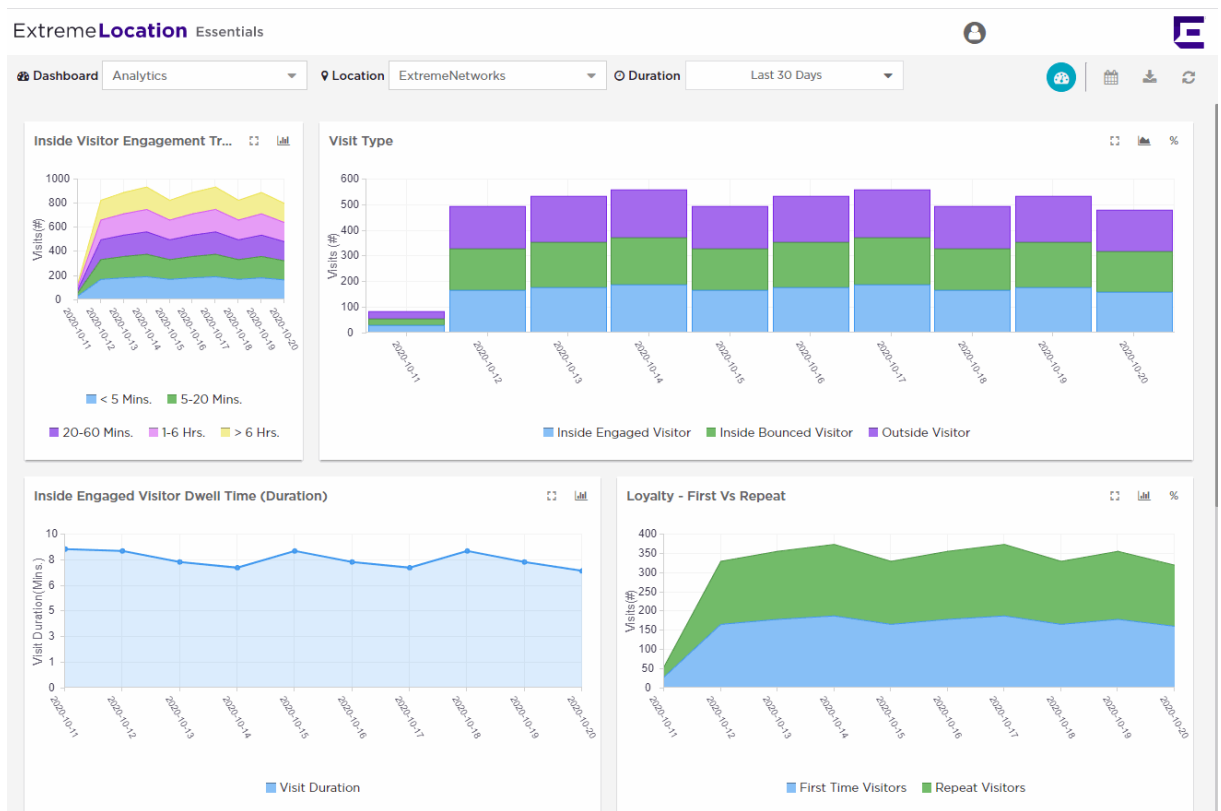 ExtremeLocation Essentials
Dashboard Analytics Location ExtremeNetworks Duration Last 30 Days
Inside Visitor Engagement Tr...
1000
800
600
400
200
0
Visits(#)
2020-10-11 2020-10-12 2020-10-13 2020-10-14 2020-10-15 2020-10-16 2020-10-17 2020-10-18 2020-10-19 2020-10-20
< 5 Mins. 5-20 Mins.
20-60 Mins. 1-6 Hrs. > 6 Hrs.
Visit Type
%
600
500
400
300
200
100
0
Visits (#)
2020-10-11 2020-10-12 2020-10-13 2020-10-14 2020-10-15 2020-10-16 2020-10-17 2020-10-18 2020-10-19 2020-10-20
Inside Engaged Visitor Inside Bounced Visitor Outside Visitor
Inside Engaged Visitor Dwell Time (Duration)
10
8
6
5
3
1
0
Visit Duration(Mins.)
2020-10-11 2020-10-12 2020-10-13 2020-10-14 2020-10-15 2020-10-16 2020-10-17 2020-10-18 2020-10-19 2020-10-20
Visit Duration
Loyalty - First Vs Repeat
%
400
350
300
250
200
150
100
50
0
Visits(#)
2020-10-11 2020-10-12 2020-10-13 2020-10-14 2020-10-15 2020-10-16 2020-10-17 2020-10-18 2020-10-19 2020-10-20
First Time Visitors Repeat Visitors